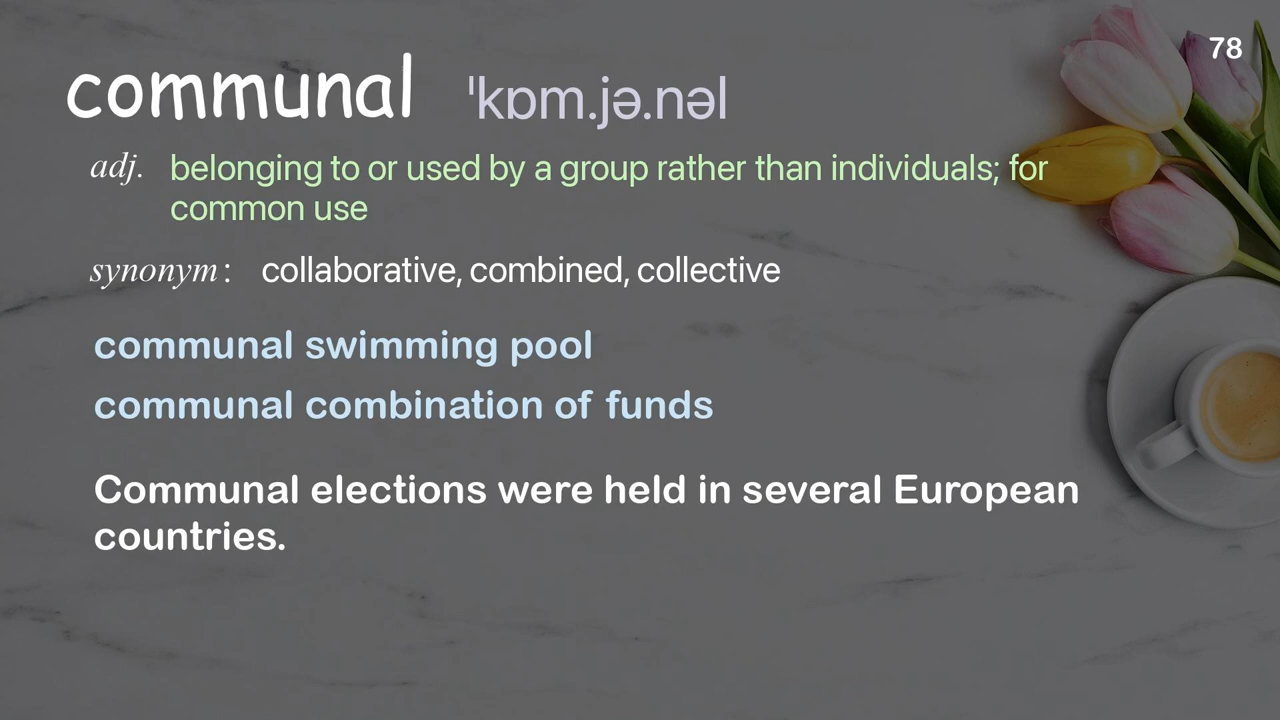 78
communal ˈkɒm.jə.nəl
adj. belonging to or used by a group rather than individuals; for
common use
synonym: collaborative, combined, collective
communal swimming pool
communal combination of funds
Communal elections were held in several European
countries.